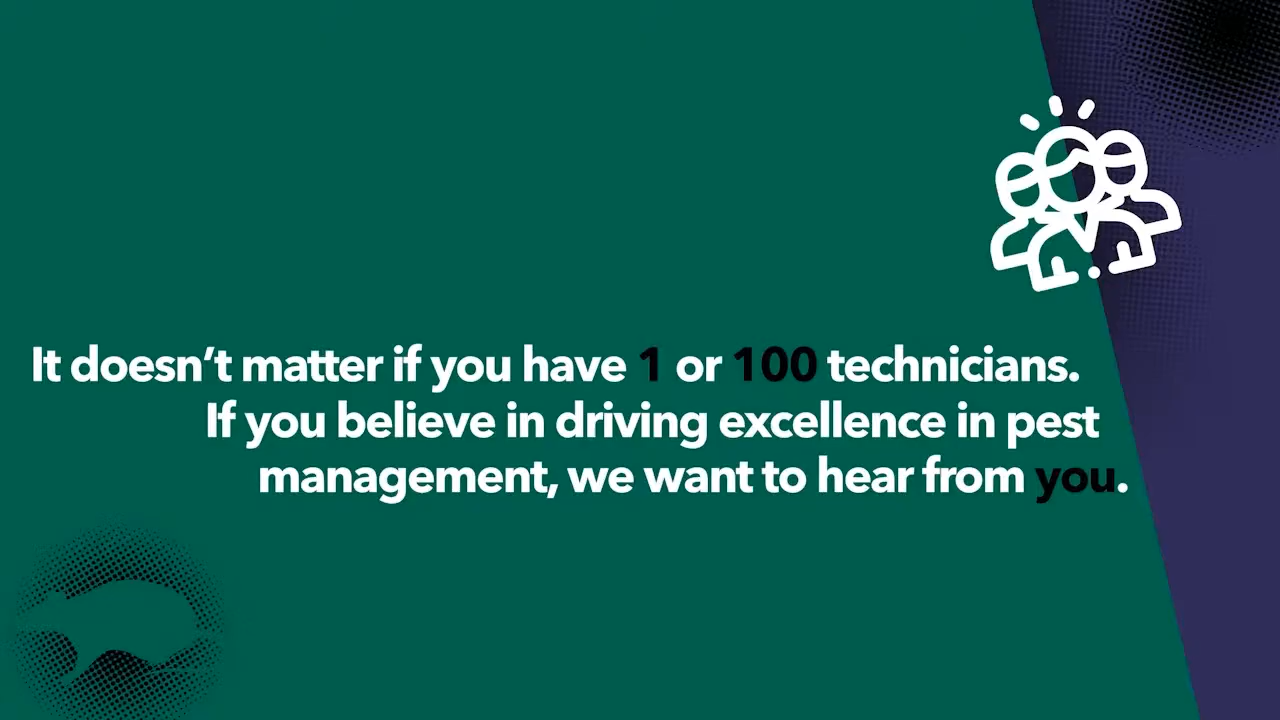 It doesn’t matter if you have 1 or 100 technicians.
If you believe in driving excellence in pest
management, we want to hear from you.